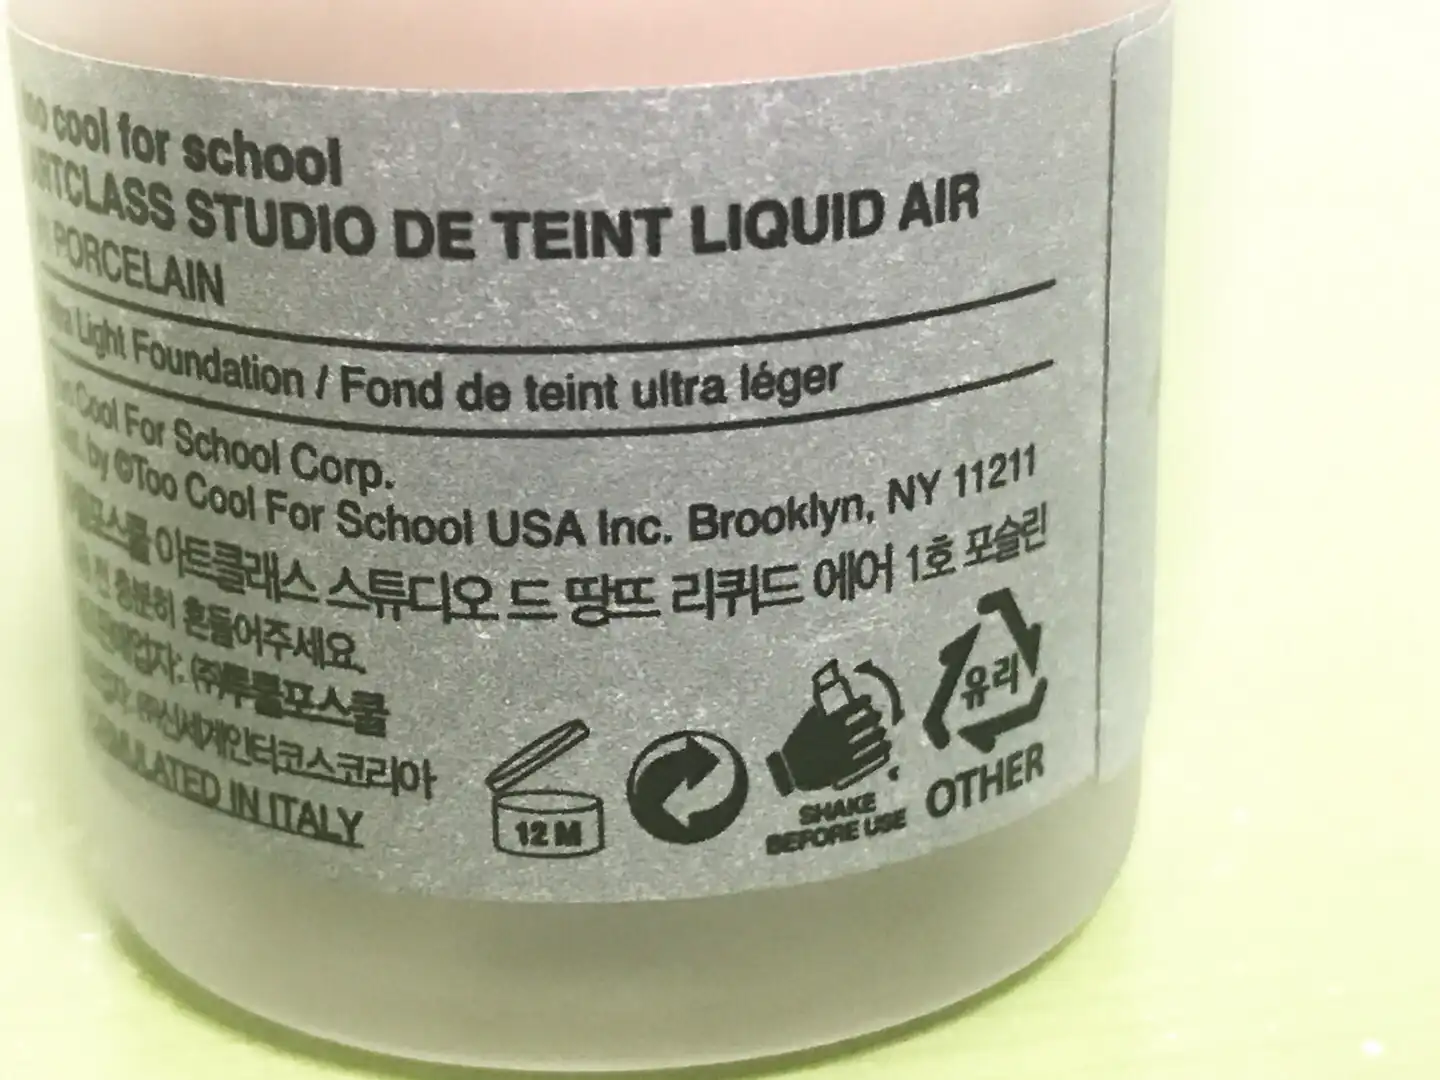 too cool for school
ARTCLASS STUDIO DE TEINT LIQUID AIR
PORCELAIN
Ultra Light Foundation / Fond de teint ultra léger
Too Cool For School Corp.
by ©Too Cool For School USA Inc. Brooklyn, NY 11211
아트클래스 스튜디오 드 땅뜨 리퀴드 에어 1호 포슬린
전 충분히 흔들어주세요.
(주)투쿨포스쿨
(주)신세계인터코스코리아
FORMULATED IN ITALY
12 M
SHAKE
BEFORE USE
유리
OTHER